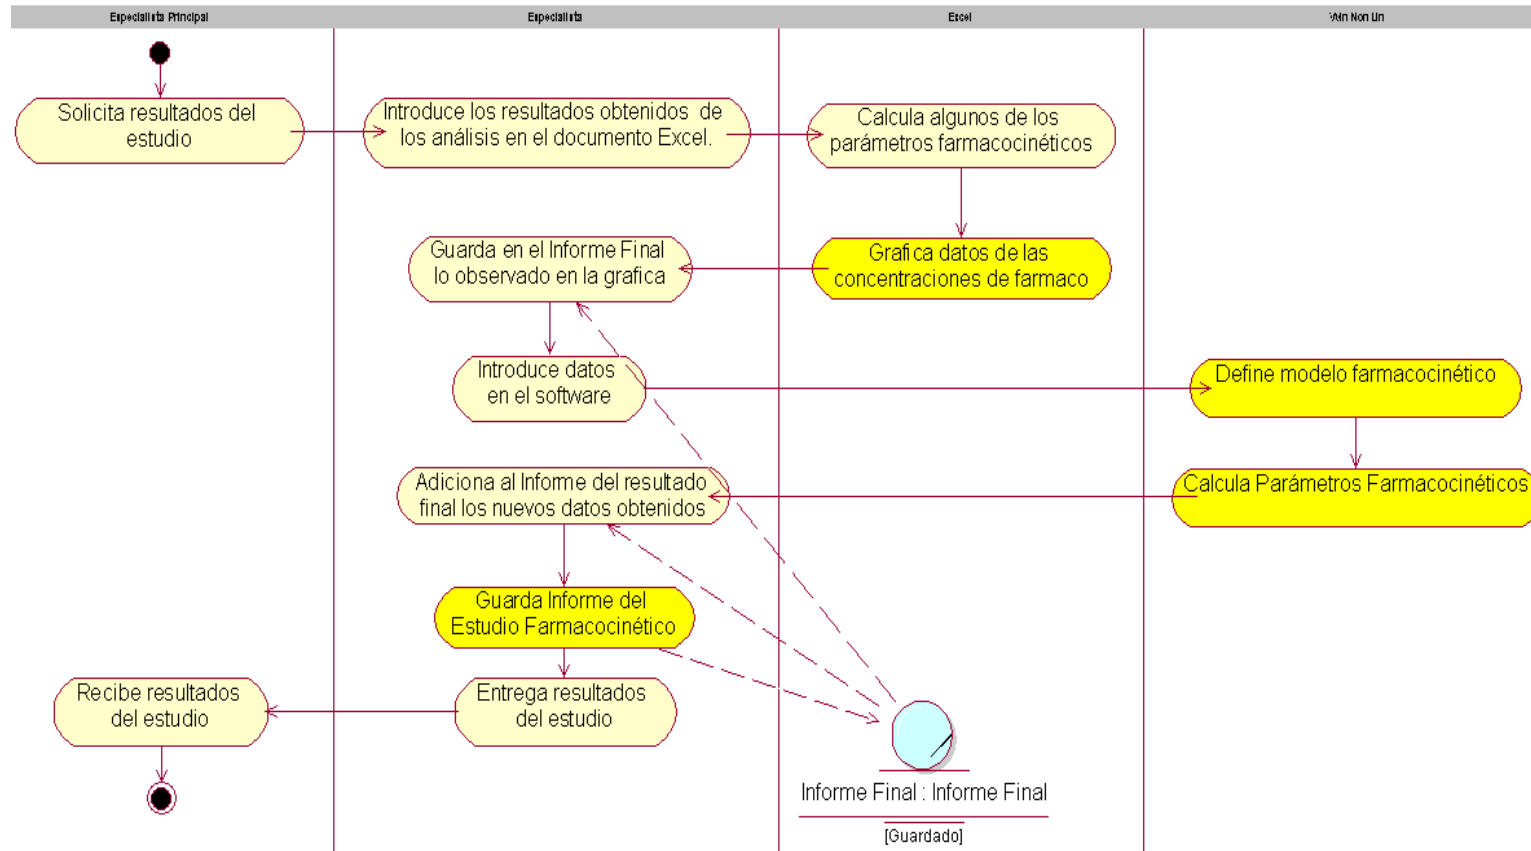 Especialista Principal
Especialista
Excel
Win Non Lin
Solicita resultados del
estudio
Introduce los resultados obtenidos de
los análisis en el documento Excel.
Calcula algunos de los
parámetros farmacocinéticos
Guarda en el Informe Final
lo observado en la grafica
Grafica datos de las
concentraciones de farmaco
Introduce datos
en el software
Define modelo farmacocinético
Adiciona al Informe del resultado
final los nuevos datos obtenidos
Calcula Parámetros Farmacocinéticos
Guarda Informe del
Estudio Farmacocinético
Recibe resultados
del estudio
Entrega resultados
del estudio
Informe Final : Informe Final
[Guardado]